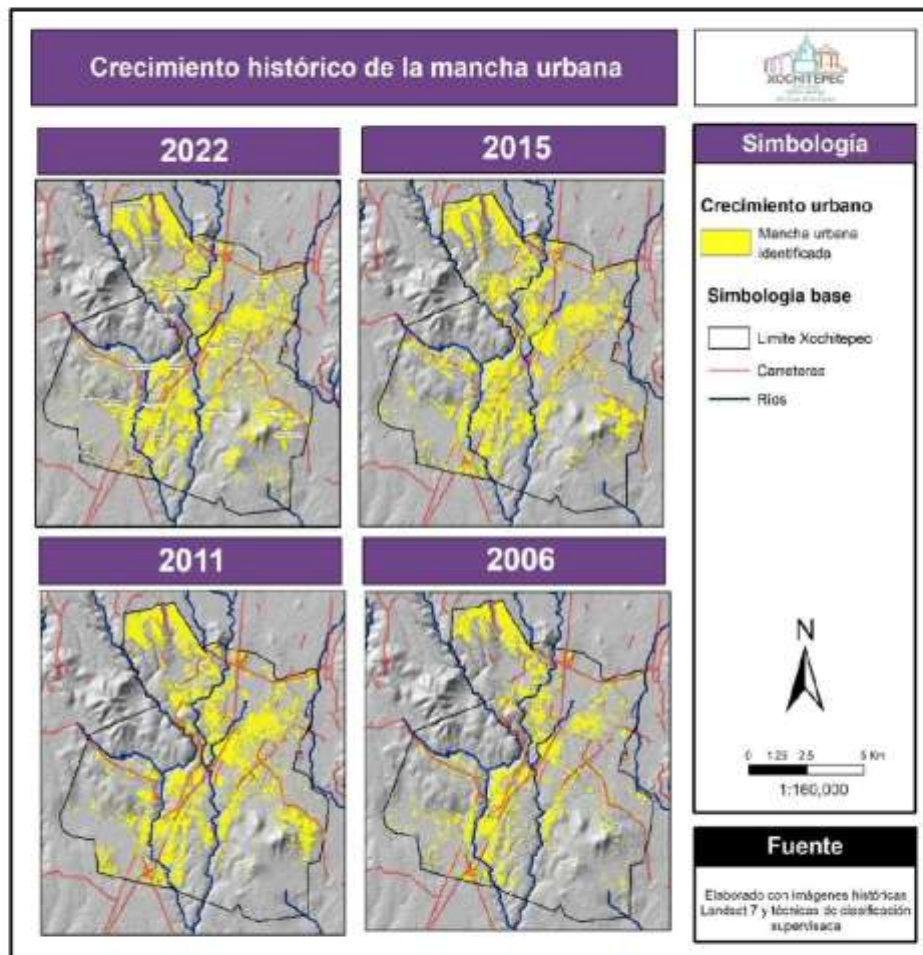 Crecimiento histórico de la mancha urbana
XOCHITEPEC
2022
2015
Simbología
Crecimiento urbano
Mancha urbana
identificada
Simbologia base
Limite Xochitepec
Carreteras
Ríos
2011
2006
N
0 1.25 2.5 5 Km
1:160,000
Fuente
Elaborado con imágenes históricas
Landsat 7 y técnicas de clasificación
supervisaca